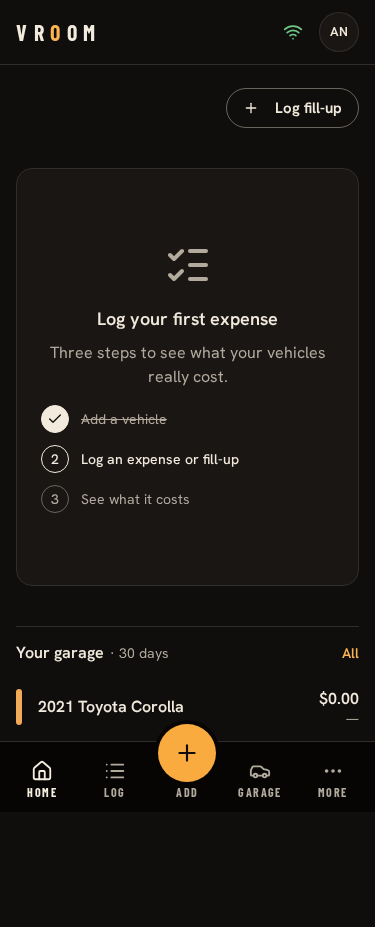 VROOM
AN
Log fill-up
Log your first expense
Three steps to see what your vehicles
really cost.
Add a vehicle
2 Log an expense or fill-up
3 See what it costs
Your garage · 30 days
All
2021 Toyota Corolla
$0.00
—
HOME
LOG
ADD
GARAGE
MORE